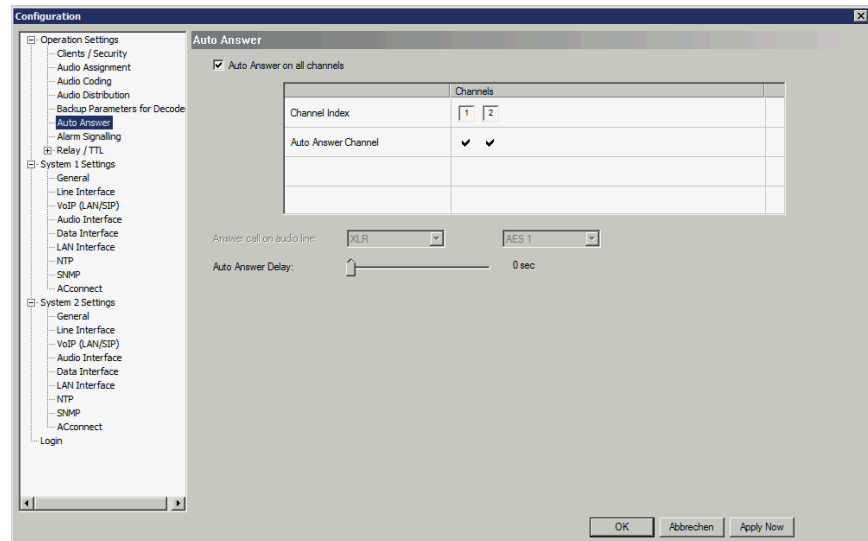 Configuration
Operation Settings
Clients / Security
Audio Assignment
Audio Coding
Audio Distribution
Backup Parameters for Decode
Auto Answer
Alarm Signaling
Relay / TTL
System 1 Settings
General
Line Interface
VoIP (LAN/SIP)
Audio Interface
Data Interface
LAN Interface
NTP
SNMP
ACconnect
System 2 Settings
General
Line Interface
VoIP (LAN/SIP)
Audio Interface
Data Interface
LAN Interface
NTP
SNMP
ACconnect
Login
Auto Answer
Auto Answer on all channels
Channels
Channel Index 1 2
Auto Answer Channel
Answer call on audio line: XLR AES 1
Auto Answer Delay: 0 sec
OK Abbrechen Apply Now